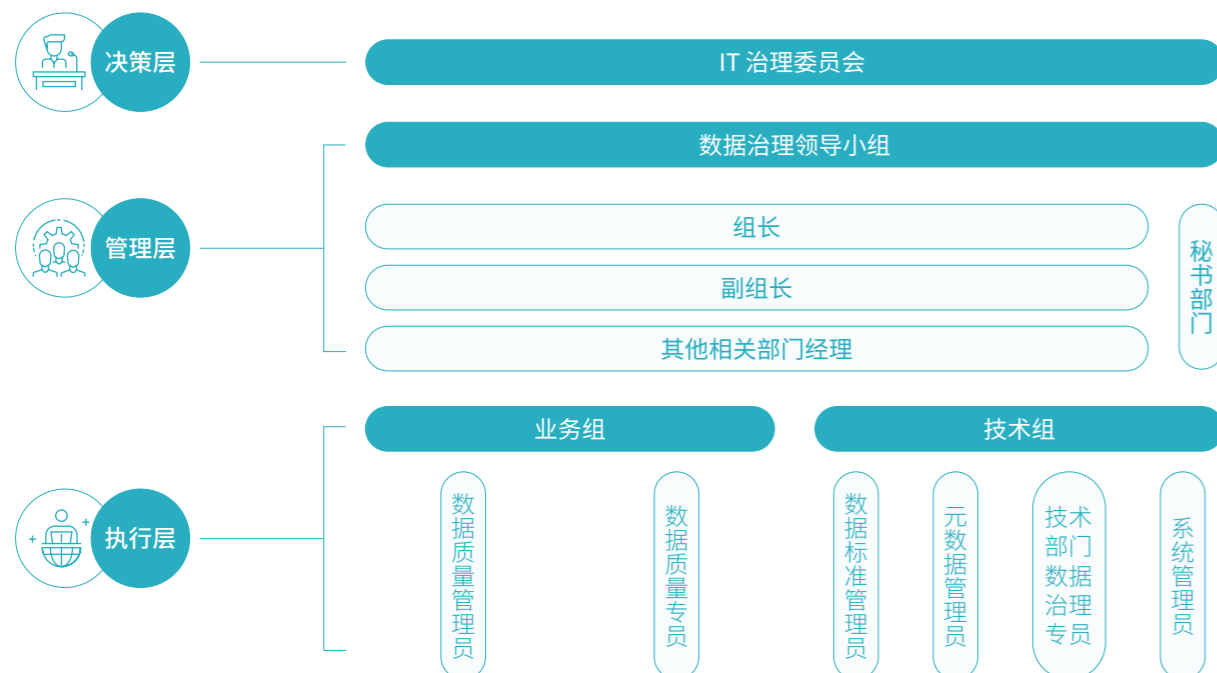 决策层
IT 治理委员会
数据治理领导小组
管理层
组长
副组长
其他相关部门经理
秘书部门
执行层
业务组
技术组
数据质量管理员
数据质量专员
数据标准管理员
元数据管理员
技术
部门
数据
治理
专员
系统管理员